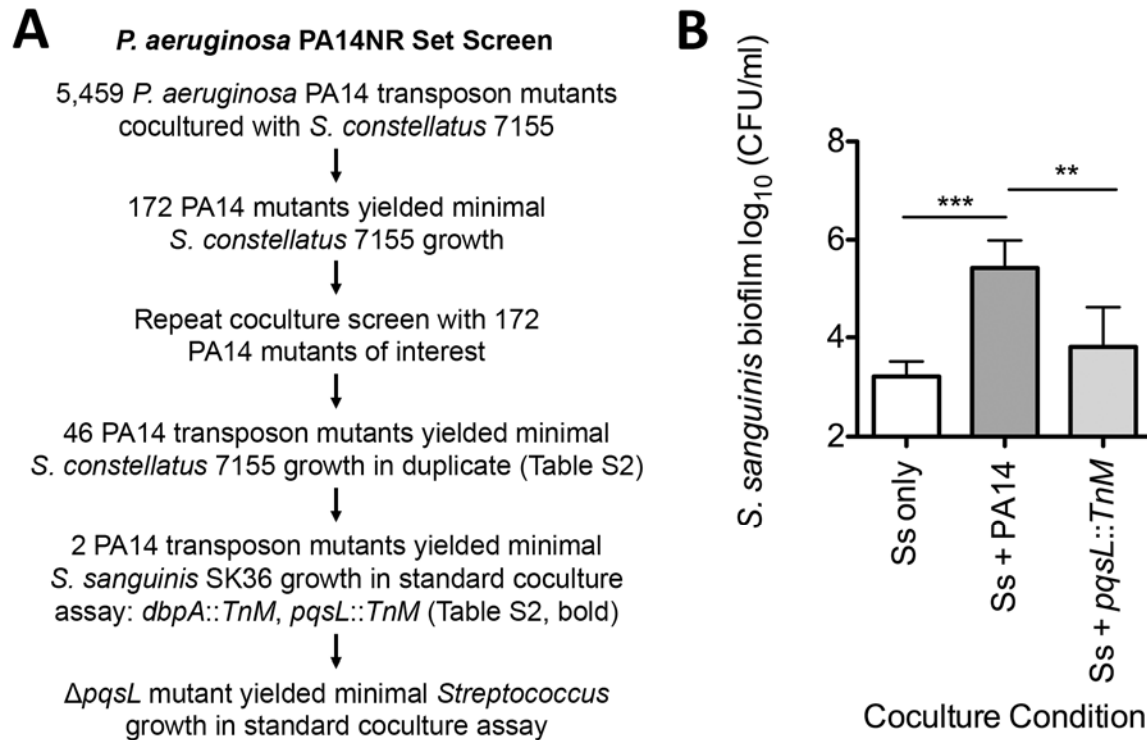 A
P. aeruginosa PA14NR Set Screen
5,459 P. aeruginosa PA14 transposon mutants
cocultured with S. constellatus 7155
172 PA14 mutants yielded minimal
S. constellatus 7155 growth
Repeat coculture screen with 172
PA14 mutants of interest
46 PA14 transposon mutants yielded minimal
S. constellatus 7155 growth in duplicate (Table S2)
2 PA14 transposon mutants yielded minimal
S. sanguinis SK36 growth in standard coculture
assay: dbpA::TnM, pqsL::TnM (Table S2, bold)
ΔpqsL mutant yielded minimal Streptococcus
growth in standard coculture assay
B
S. sanguinis biofilm log10 (CFU/ml)
8
6
4
2
***
**
Ss only
Ss + PA14
Ss + pqsL::TnM
Coculture Condition